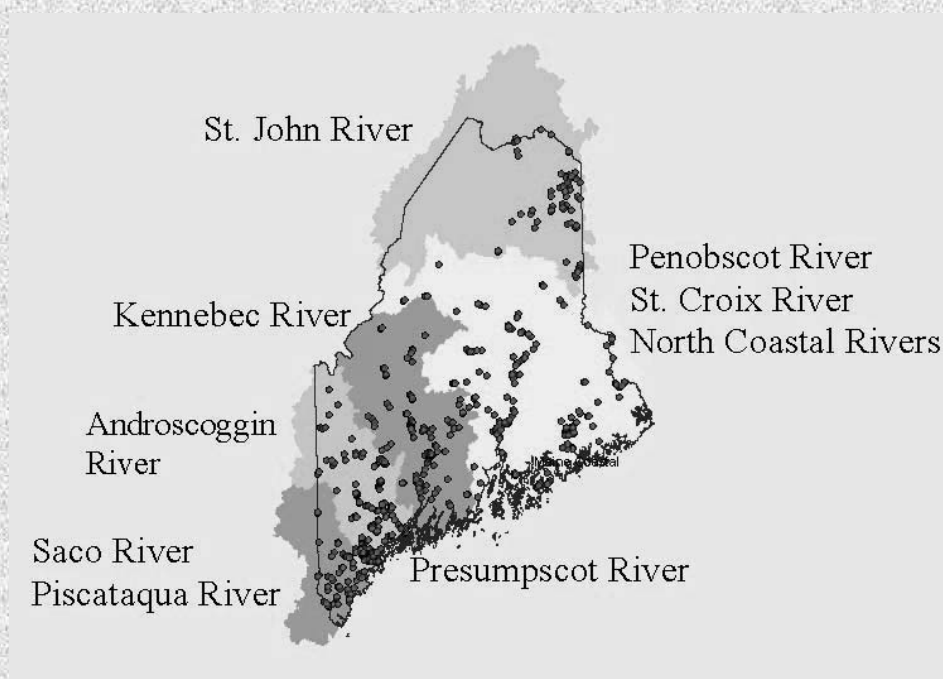 St. John River
Penobscot River
St. Croix River
North Coastal Rivers
Kennebec River
Androscoggin
River
Coastal
Saco River
Piscataqua River
Presumpscot River